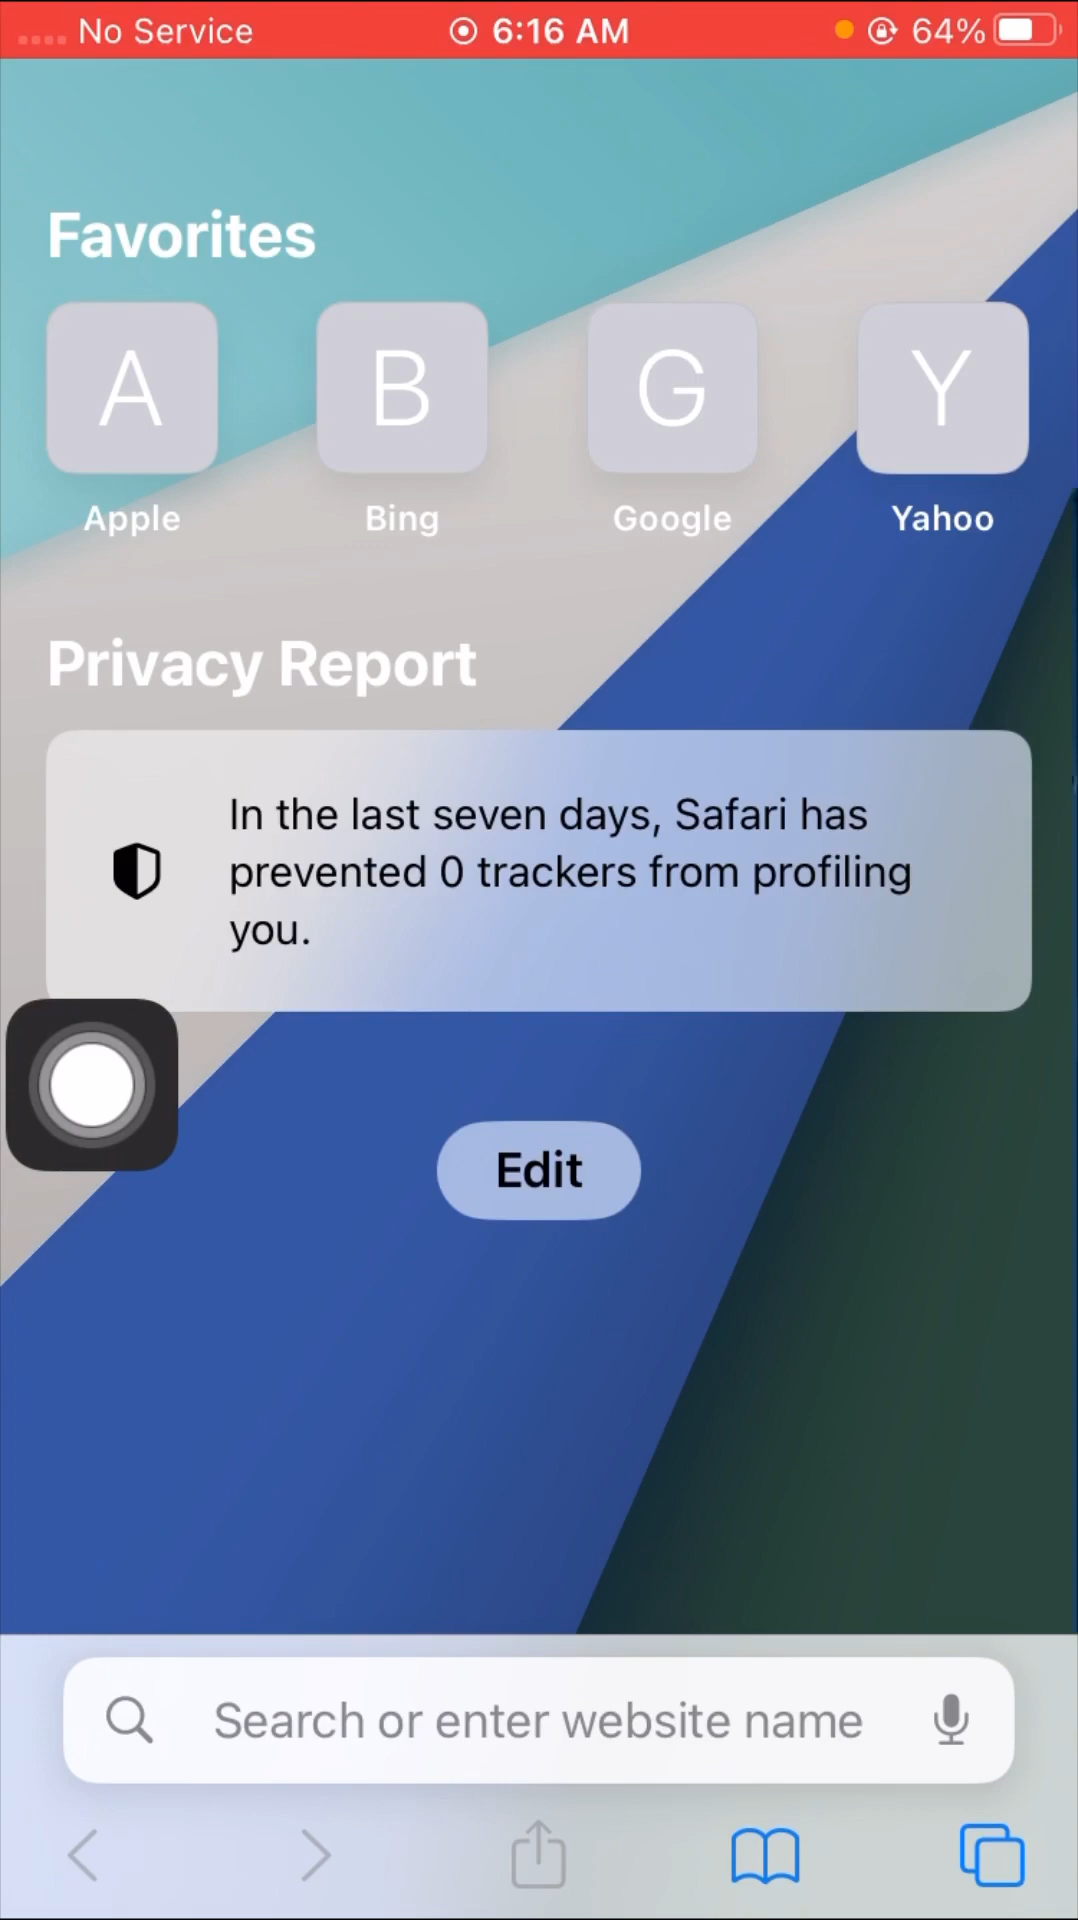 No Service 6:16 AM 64%
Favorites
A B G Y
Apple Bing Google Yahoo
Privacy Report
In the last seven days, Safari has
prevented 0 trackers from profiling
you.
Edit
Search or enter website name